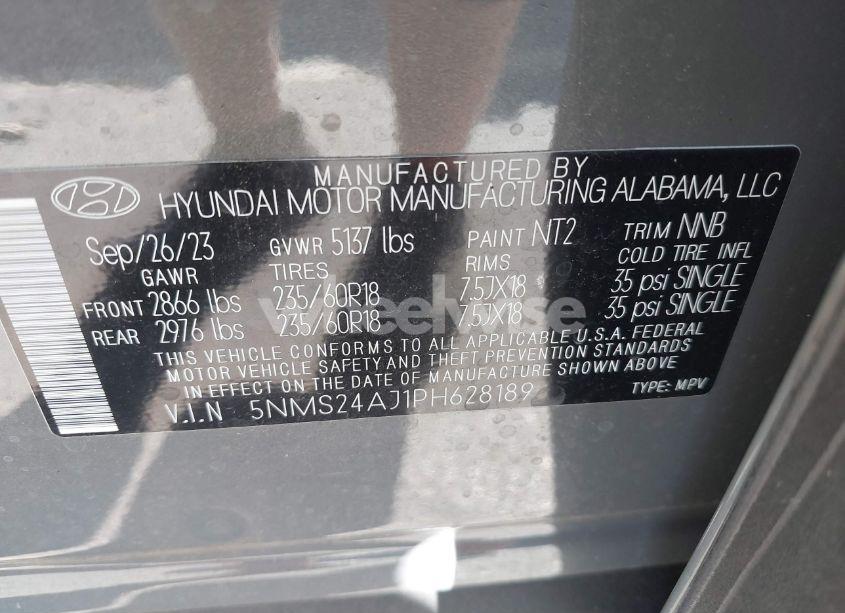 MANUFACTURED BY
HYUNDAI MOTOR MANUFACTURING ALABAMA, LLC
Sep/26/23 GVWR 5137 lbs PAINT NT2 TRIM NNB
GAWR TIRES RIMS COLD TIRE INFL
FRONT 2866 lbs 235/60R18 7.5JX18 35 psi SINGLE
REAR 2976 lbs 235/60R18 7.5JX18 35 psi SINGLE
THIS VEHICLE CONFORMS TO ALL APPLICABLE U.S.A. FEDERAL
MOTOR VEHICLE SAFETY AND THEFT PREVENTION STANDARDS
IN EFFECT ON THE DATE OF MANUFACTURE SHOWN ABOVE
V.I.N 5NMS24AJ1PH628189 TYPE: MPV
wheelwise